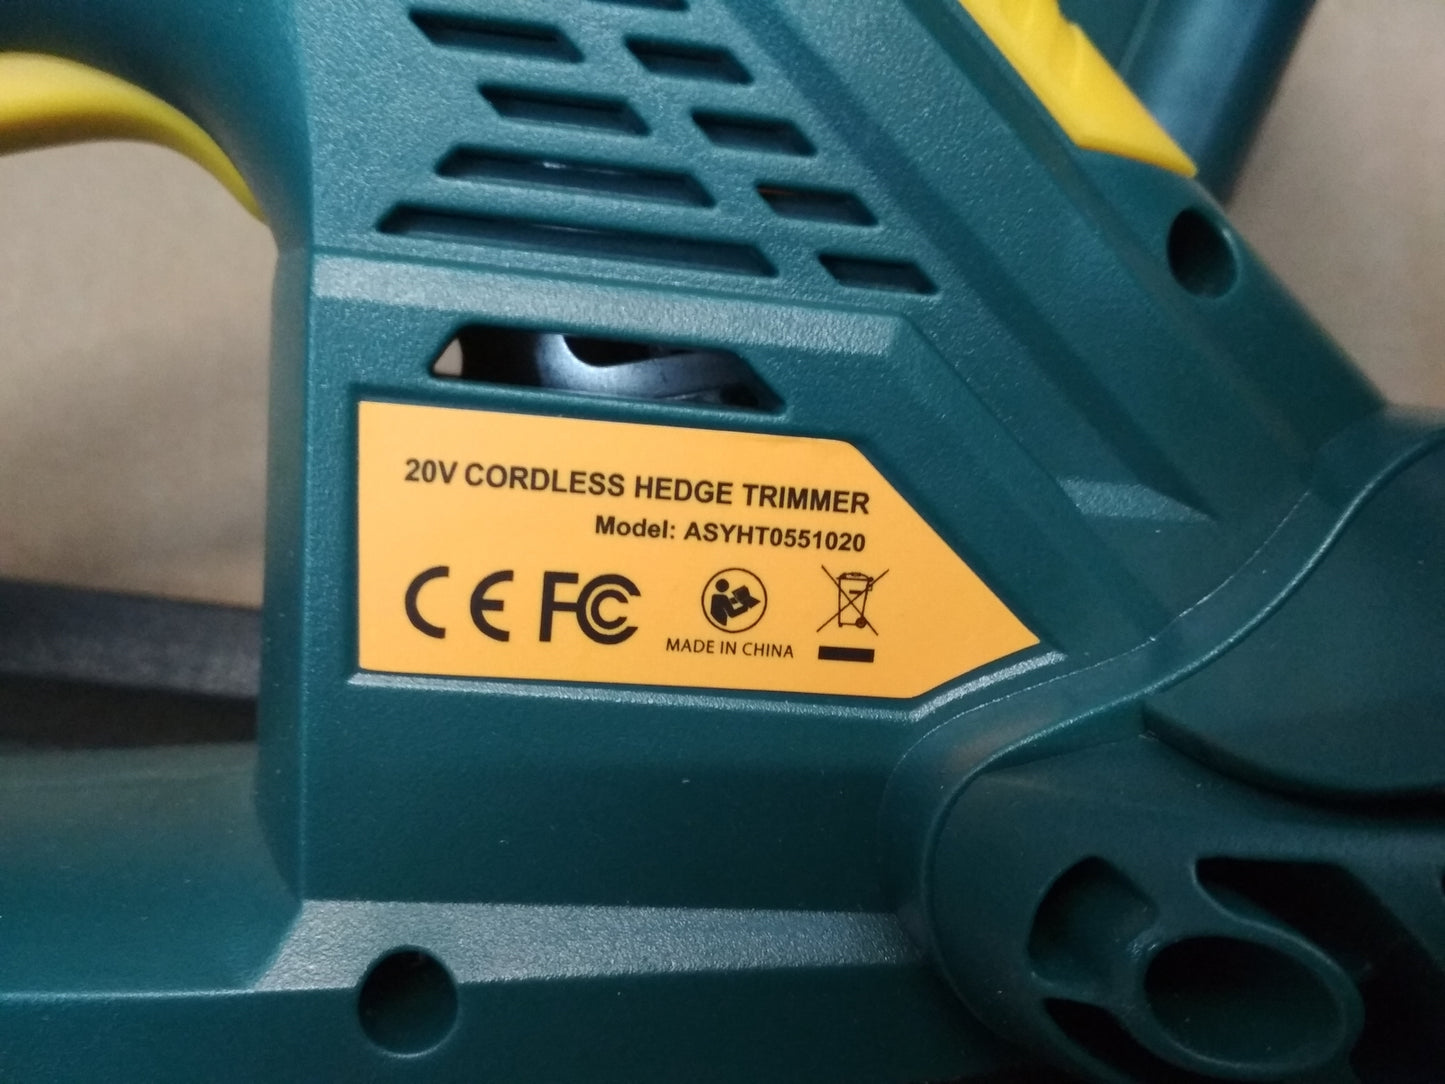 20V CORDLESS HEDGE TRIMMER
Model: ASYHT0551020
CE FC
MADE IN CHINA